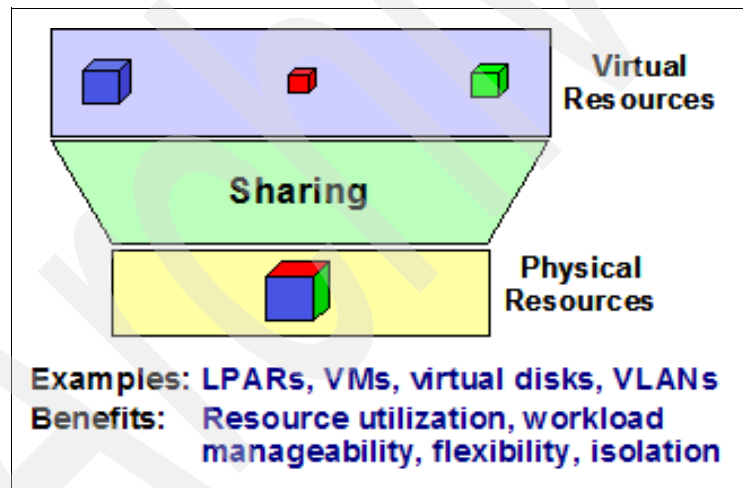 Virtual
Resources
Sharing
Physical
Resources
Examples: LPARs, VMs, virtual disks, VLANs
Benefits: Resource utilization, workload
manageability, flexibility, isolation